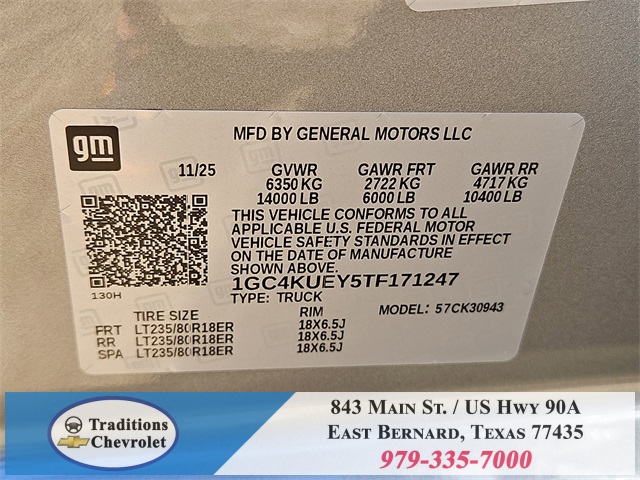 gm
MFD BY GENERAL MOTORS LLC
11/25 GVWR GAWR FRT GAWR RR
6350 KG 2722 KG 4717 KG
14000 LB 6000 LB 10400 LB
THIS VEHICLE CONFORMS TO ALL
APPLICABLE U.S. FEDERAL MOTOR
VEHICLE SAFETY STANDARDS IN EFFECT
ON THE DATE OF MANUFACTURE
SHOWN ABOVE.
1GC4KUEY5TF171247
130H
TYPE: TRUCK
MODEL: 57CK30943
TIRE SIZE RIM
FRT LT235/80R18ER 18X6.5J
RR LT235/80R18ER 18X6.5J
SPA LT235/80R18ER 18X6.5J
Traditions
Chevrolet
843 MAIN ST. / US HWY 90A
EAST BERNARD, TEXAS 77435
979-335-7000